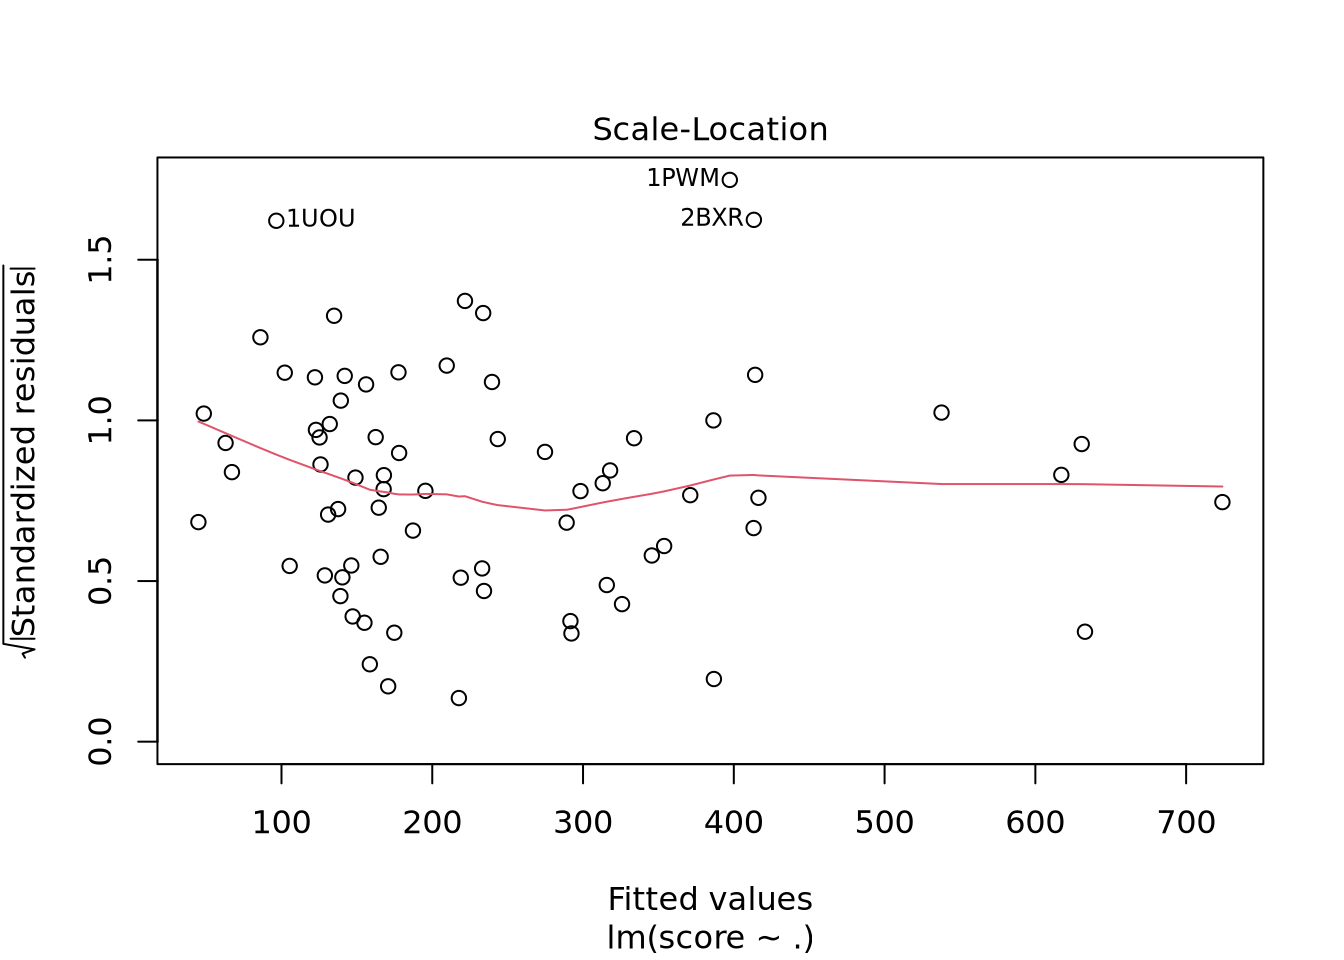 Scale-Location
1PWM
1UOU
2BXR
√|Standardized residuals|
1.5
1.0
0.5
0.0
100 200 300 400 500 600 700
Fitted values
lm(score ~ .)